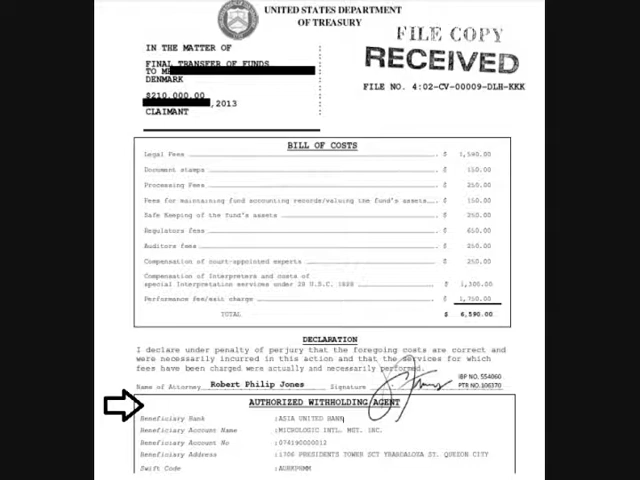 UNITED STATES DEPARTMENT
OF TREASURY
FILE COPY
RECEIVED
FILE NO. 4:02-CV-00009-DLH-KKK
IN THE MATTER OF
FINAL TRANSFER OF FUNDS
TO
DENMARK
$210,000.00
,2013
CLAIMANT
BILL OF COSTS
Legal Fees $ 1,590.00
Document stamps $ 150.00
Processing Fees $ 250.00
Fees for maintaining fund accounting records/valuing the fund's assets $ 150.00
Safe Keeping of the fund's assets $ 250.00
Regulators fees $ 650.00
Auditors fees $ 250.00
Compensation of court-appointed experts $ 250.00
Compensation of Interpreters and costs of
special Interpretation services under 28 U.S.C. 1828 $ 1,300.00
Performance fee/exit charge $ 1,750.00
TOTAL $ 6,590.00
DECLARATION
I declare under penalty of perjury that the foregoing costs are correct and
were necessarily incurred in this action and that the services for which
fees have been charged were actually and necessarily performed.
Name of Attorney Robert Philip Jones Signature
IBP NO. 554060
PTR NO. 106370
AUTHORIZED WITHHOLDING AGENT
Beneficiary Bank :ASIA UNITED BANK
Beneficiary Account Name :MICHOLOGIC INTL. MKT. INC.
Beneficiary Account No :074190000012
Beneficiary Address :1706 PRESIDENTS TOWER SCT YBARDALOZA ST. QUEZON CITY
Swift Code :AUBKPHMM